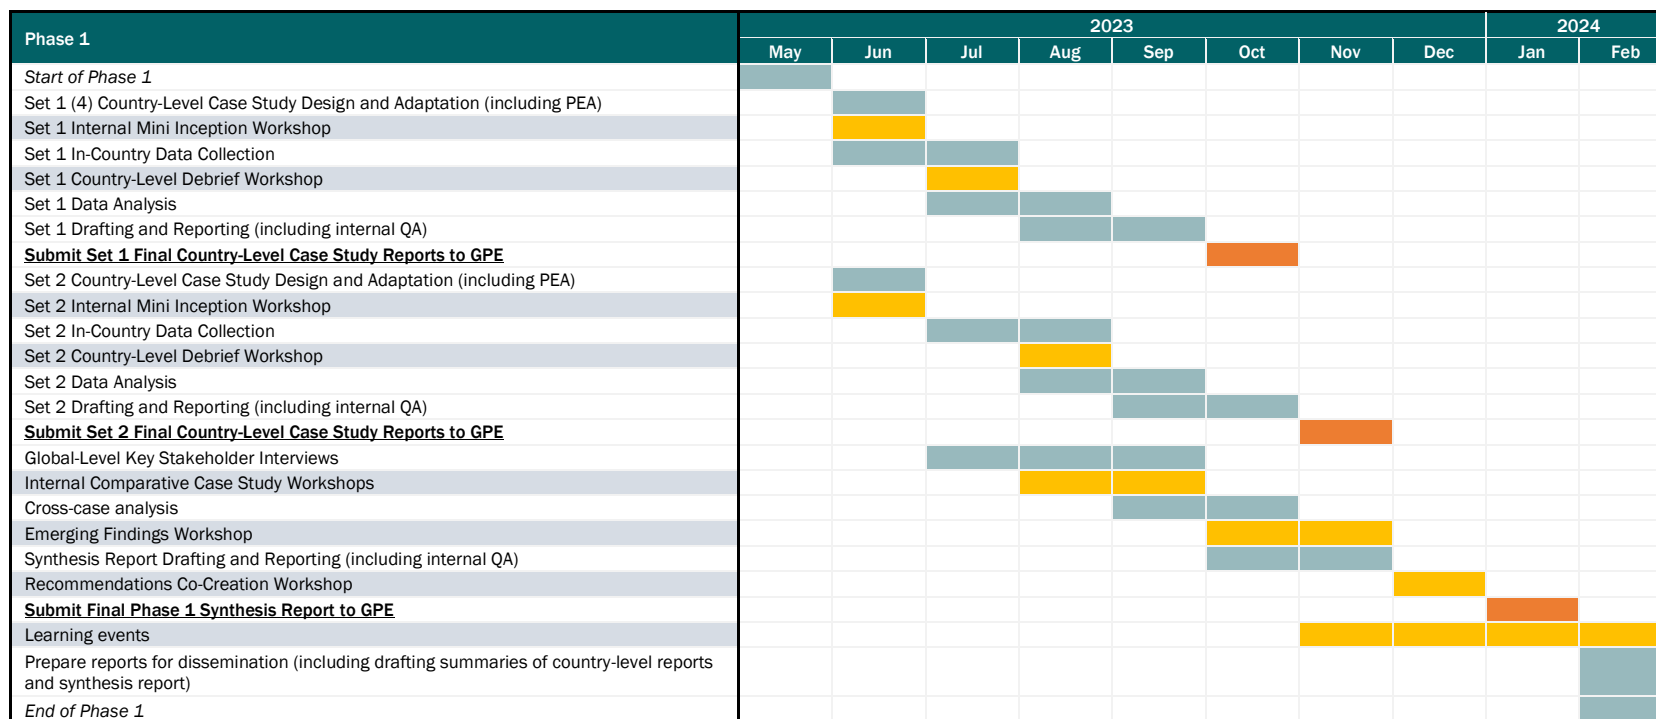 Phase 1
2023
2024
May
Jun
Jul
Aug
Sep
Oct
Nov
Dec
Jan
Feb
Start of Phase 1
Set 1 (4) Country-Level Case Study Design and Adaptation (including PEA)
Set 1 Internal Mini Inception Workshop
Set 1 In-Country Data Collection
Set 1 Country-Level Debrief Workshop
Set 1 Data Analysis
Set 1 Drafting and Reporting (including internal QA)
Submit Set 1 Final Country-Level Case Study Reports to GPE
Set 2 Country-Level Case Study Design and Adaptation (including PEA)
Set 2 Internal Mini Inception Workshop
Set 2 In-Country Data Collection
Set 2 Country-Level Debrief Workshop
Set 2 Data Analysis
Set 2 Drafting and Reporting (including internal QA)
Submit Set 2 Final Country-Level Case Study Reports to GPE
Global-Level Key Stakeholder Interviews
Internal Comparative Case Study Workshops
Cross-case analysis
Emerging Findings Workshop
Synthesis Report Drafting and Reporting (including internal QA)
Recommendations Co-Creation Workshop
Submit Final Phase 1 Synthesis Report to GPE
Learning events
Prepare reports for dissemination (including drafting summaries of country-level reports
and synthesis report)
End of Phase 1